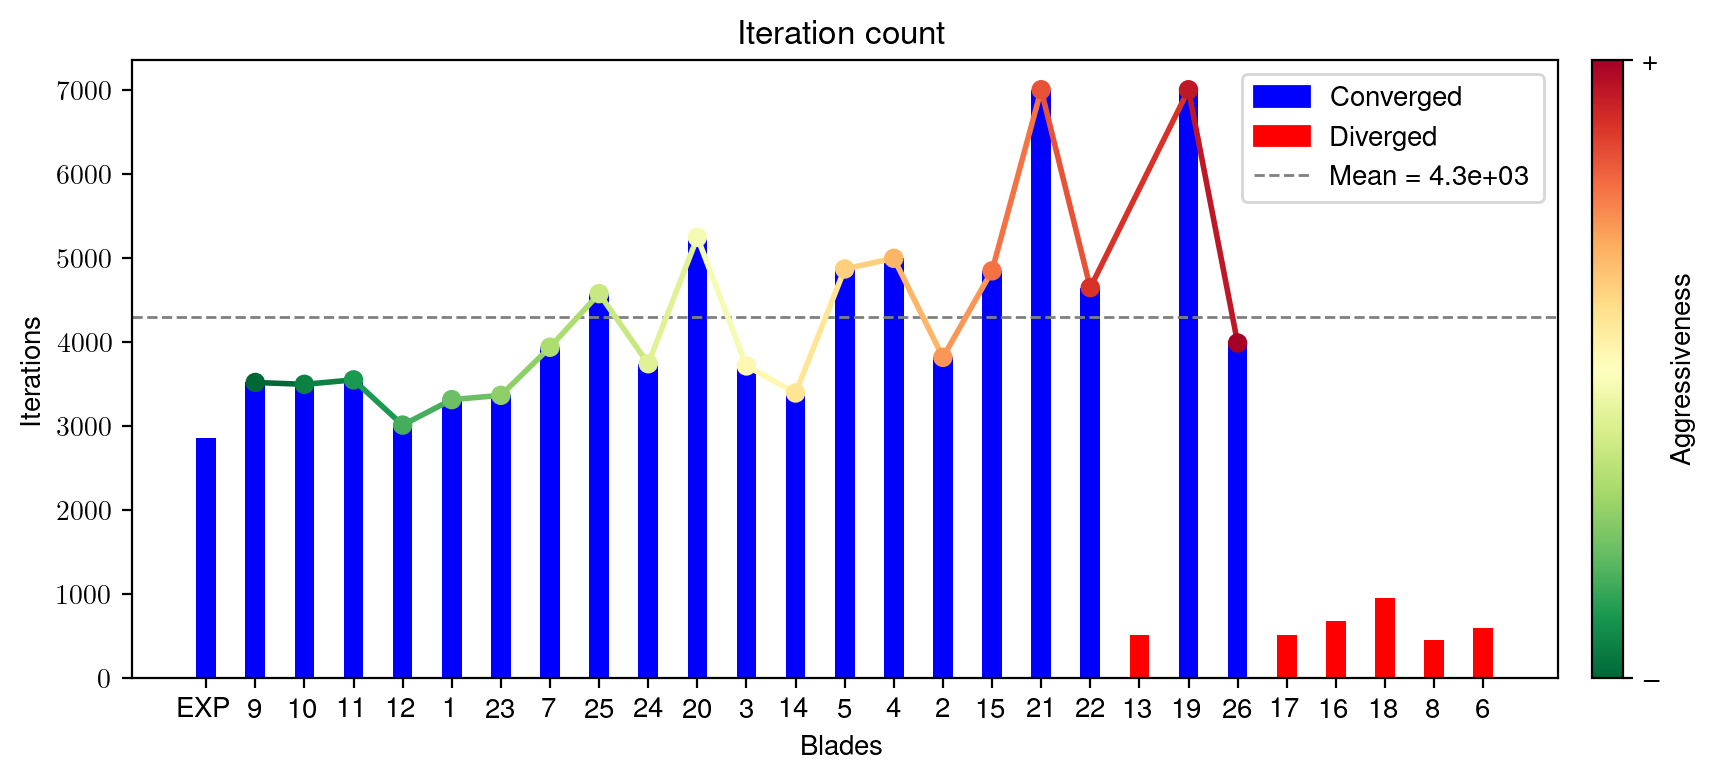 Iteration count
7000
6000
5000
4000
3000
2000
1000
0
Iterations
Converged
Diverged
Mean = 4.3e+03
EXP 9 10 11 12 1 23 7 25 24 20 3 14 5 4 2 15 21 22 13 19 26 17 16 18 8 6
Blades
+
−
Aggressiveness